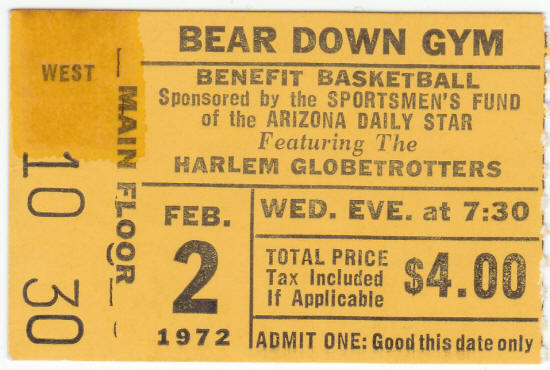 WEST
10
30
MAIN FLOOR
BEAR DOWN GYM
BENEFIT BASKETBALL
Sponsored by the SPORTSMEN'S FUND
of the ARIZONA DAILY STAR
Featuring The
HARLEM GLOBETROTTERS
FEB.
2
1972
WED. EVE. at 7:30
TOTAL PRICE
Tax Included
If Applicable
$4.00
ADMIT ONE: Good this date only